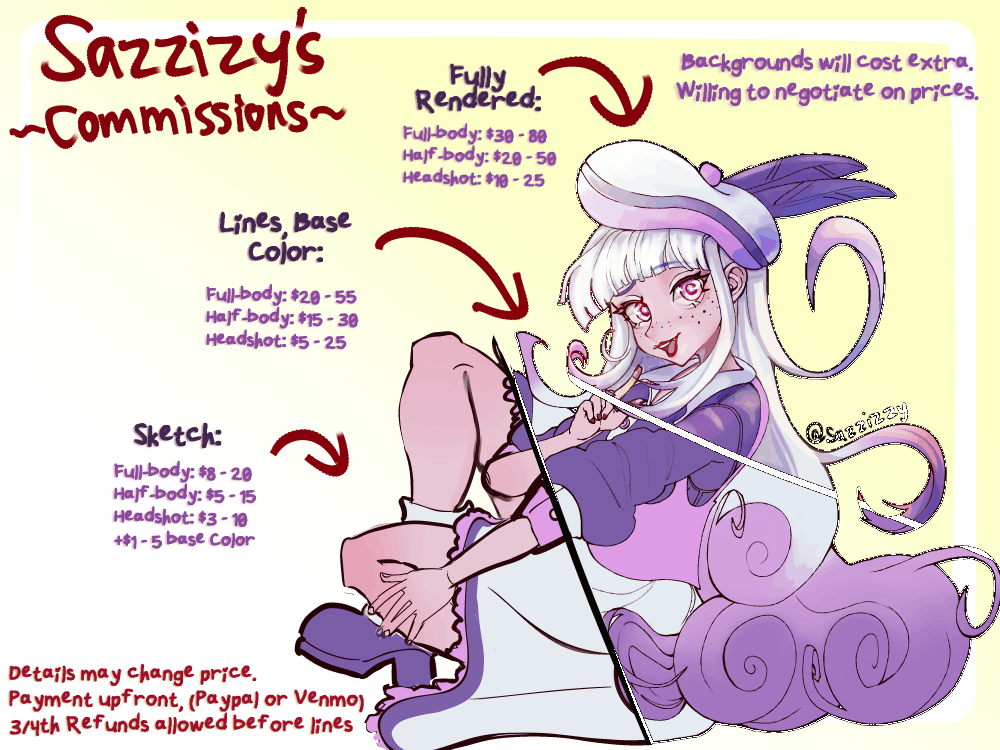 Sazzizy's
~Commissions~
Backgrounds will cost extra.
Willing to negotiate on prices.
Fully
Rendered:
Full-body: $30 - 80
Half-body: $20 - 50
Headshot: $10 - 25
Lines, Base
Color:
Full-body: $20 - 55
Half-body: $15 - 30
Headshot: $5 - 25
Sketch:
Full-body: $8 - 20
Half-body: $5 - 15
Headshot: $3 - 10
+$1 - 5 base Color
@sazzizzy
Details may change price.
Payment upfront, (Paypal or Venmo)
3/4th Refunds allowed before lines